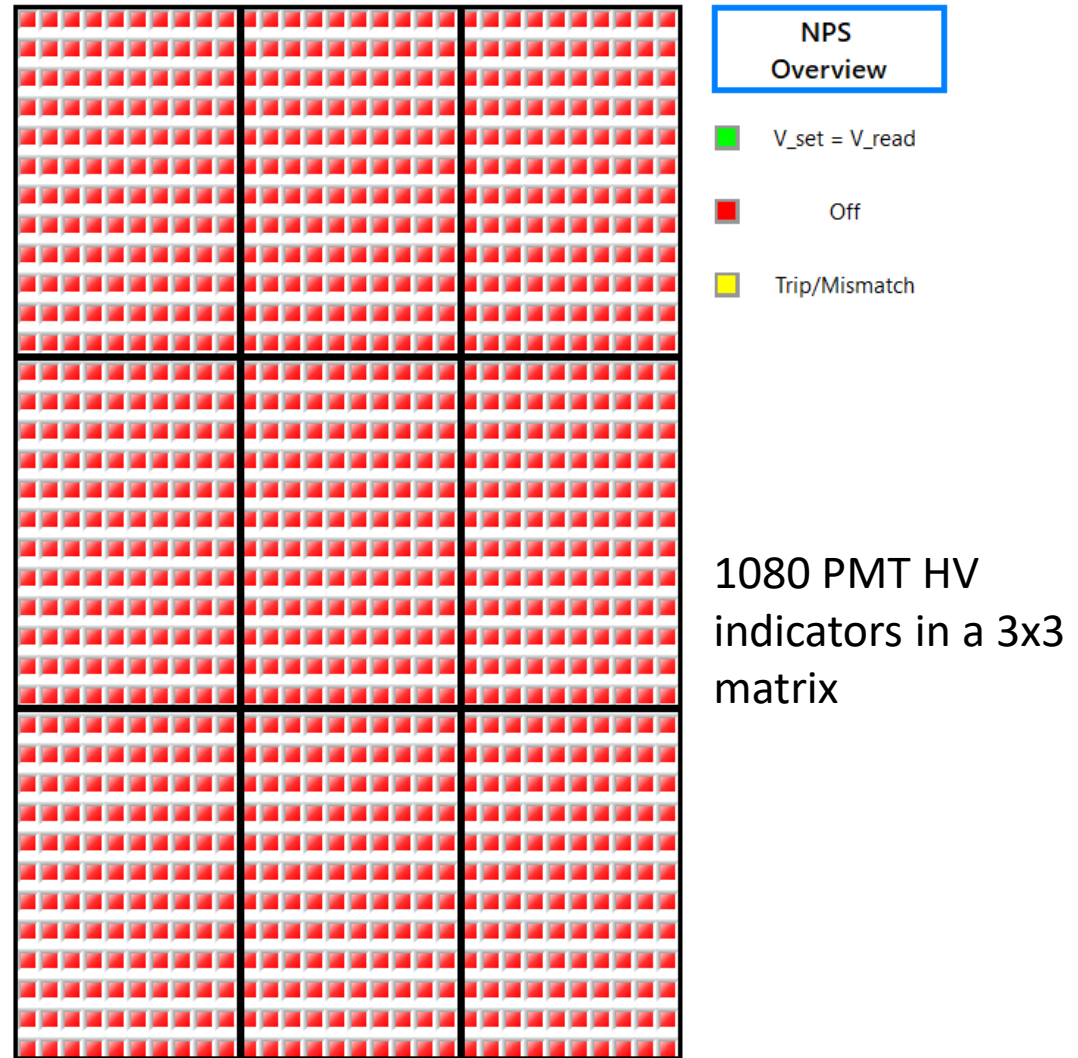 NPS
Overview
V_set = V_read
Off
Trip/Mismatch
1080 PMT HV
indicators in a 3x3
matrix